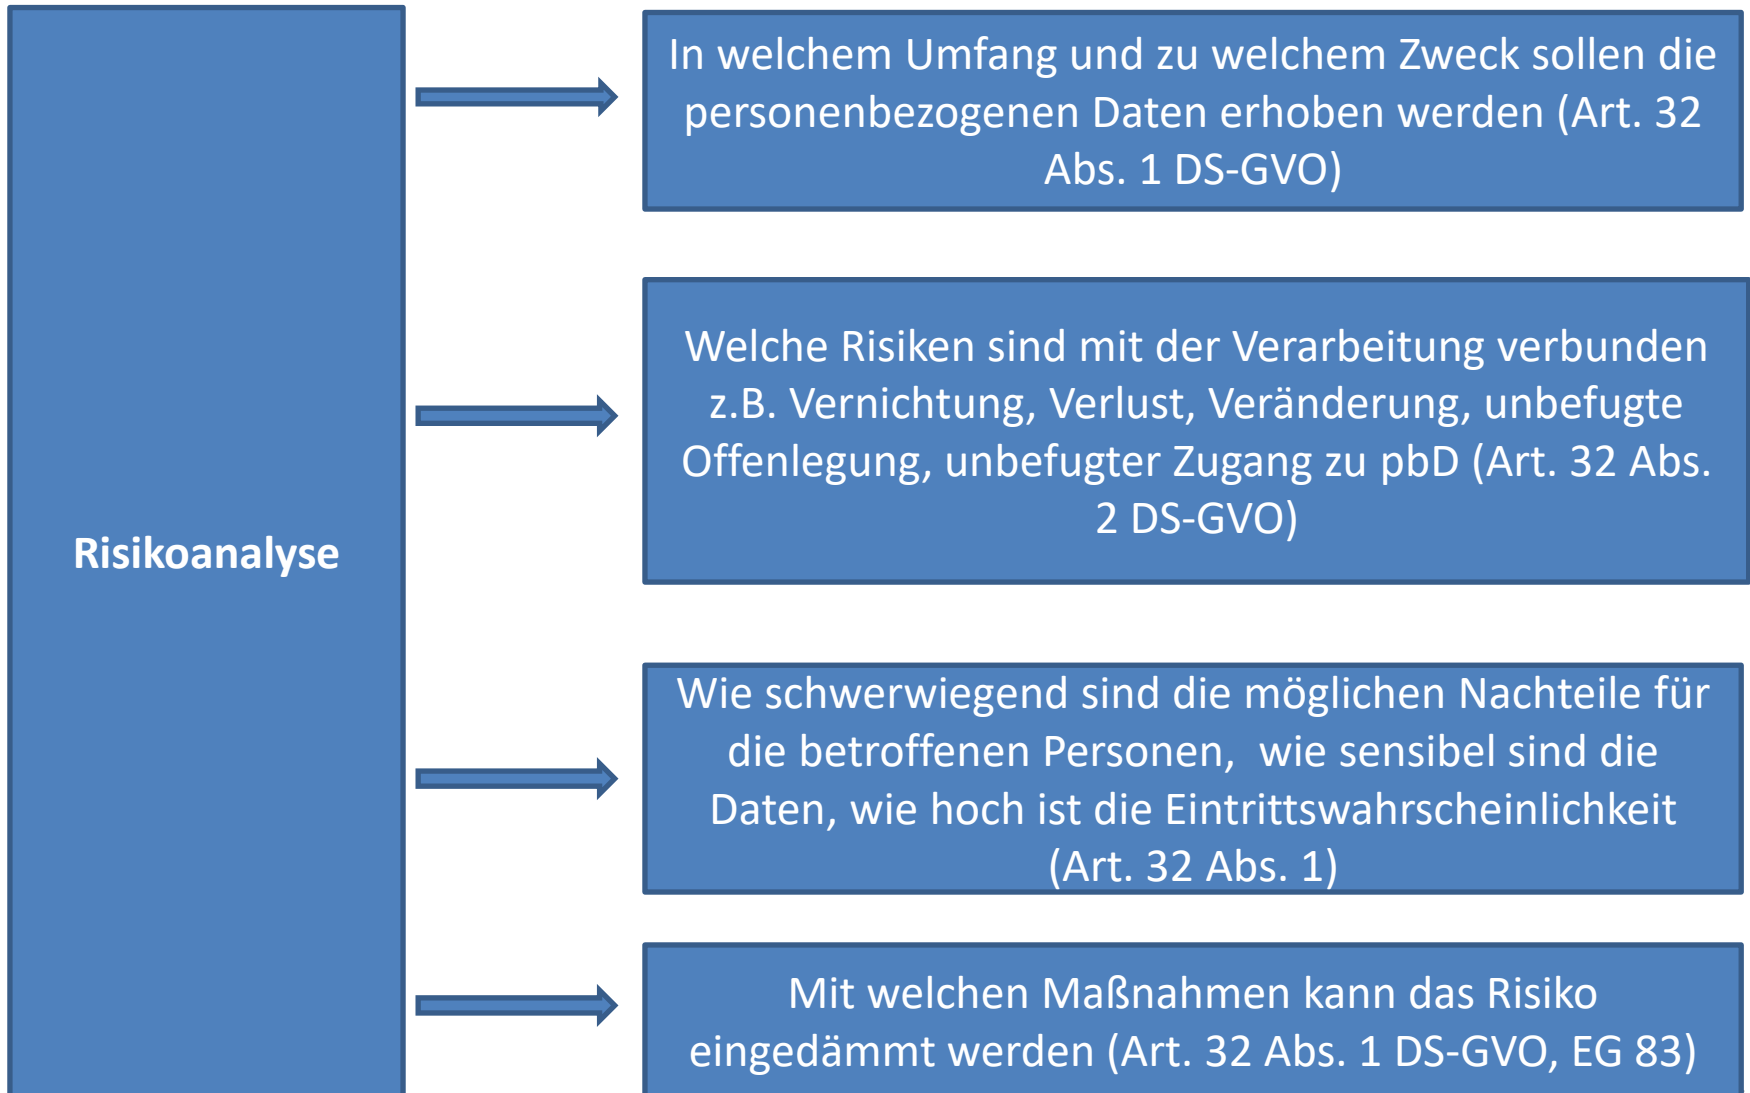 Risikoanalyse
In welchem Umfang und zu welchem Zweck sollen die
personenbezogenen Daten erhoben werden (Art. 32
Abs. 1 DS-GVO)
Welche Risiken sind mit der Verarbeitung verbunden
z.B. Vernichtung, Verlust, Veränderung, unbefugte
Offenlegung, unbefugter Zugang zu pbD (Art. 32 Abs.
2 DS-GVO)
Wie schwerwiegend sind die möglichen Nachteile für
die betroffenen Personen,  wie sensibel sind die
Daten, wie hoch ist die Eintrittswahrscheinlichkeit
(Art. 32 Abs. 1)
Mit welchen Maßnahmen kann das Risiko
eingedämmt werden (Art. 32 Abs. 1 DS-GVO, EG 83)